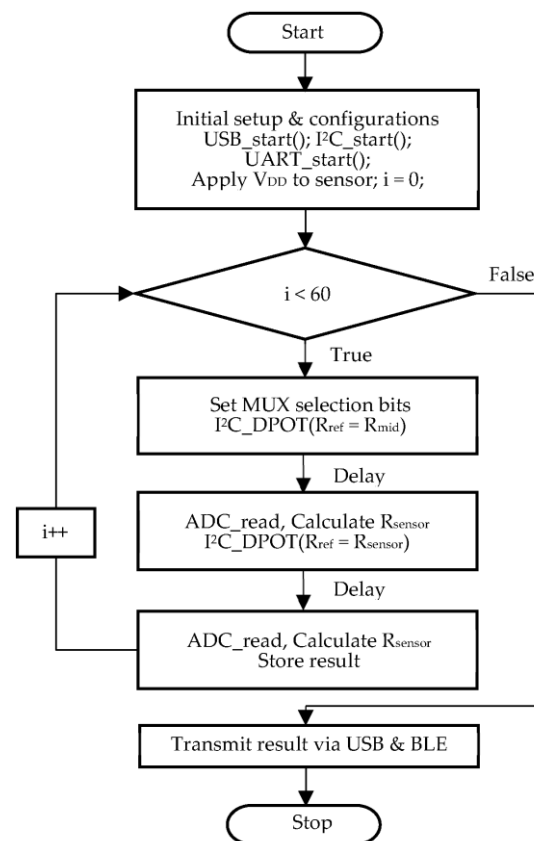 Start
Initial setup & configurations
USB_start(); I²C_start();
UART_start();
Apply VDD to sensor; i = 0;
i < 60
False
True
Set MUX selection bits
I²C_DPOT(Rref = Rmid)
Delay
ADC_read, Calculate Rsensor
I²C_DPOT(Rref = Rsensor)
i++
Delay
ADC_read, Calculate Rsensor
Store result
Transmit result via USB & BLE
Stop